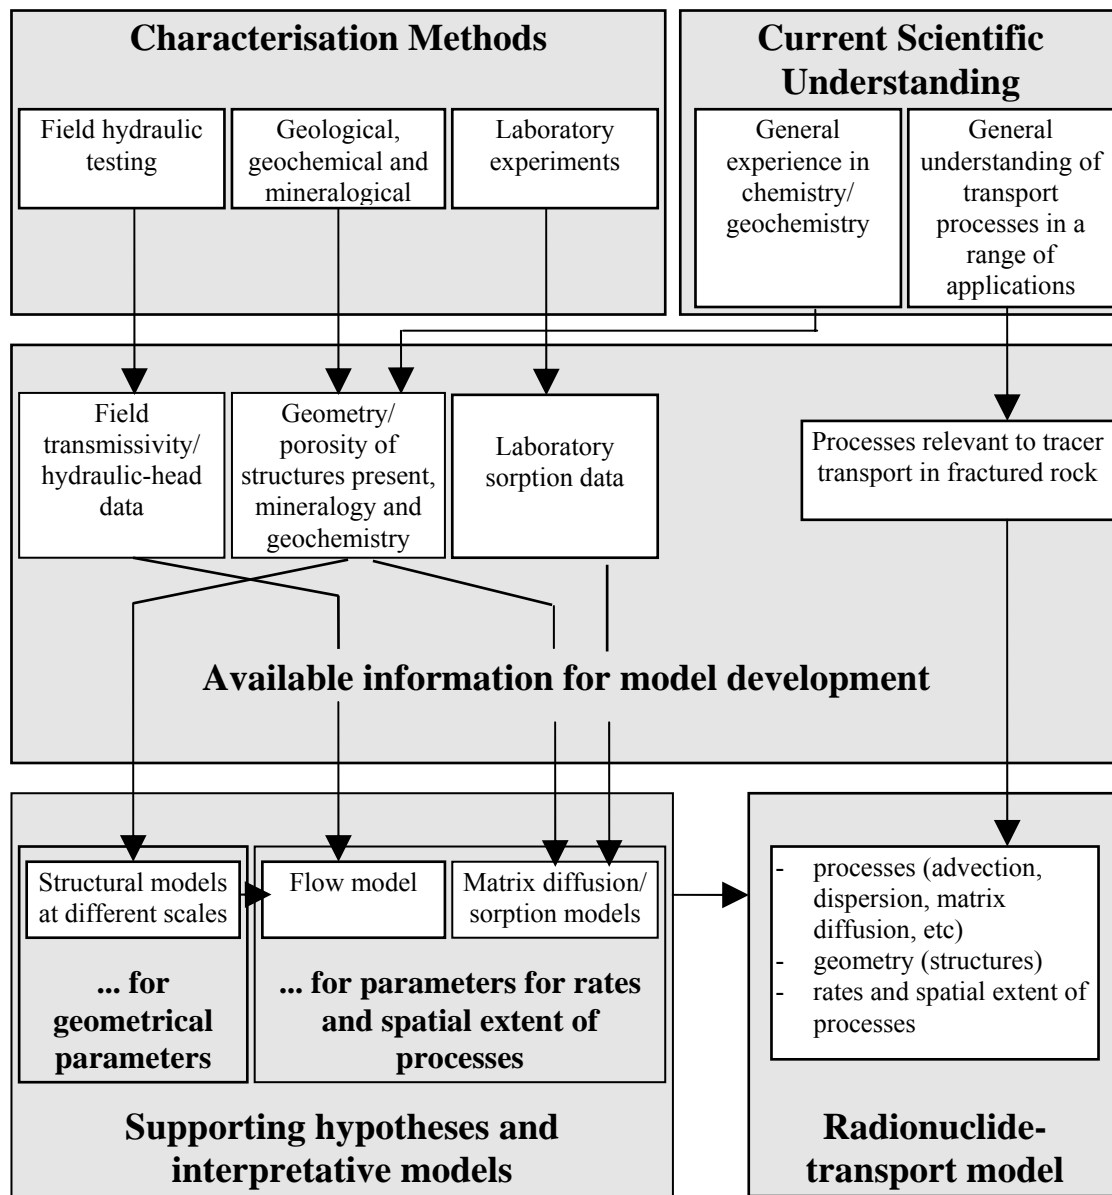 Characterisation Methods
Current Scientific
Understanding
Field hydraulic
testing
Geological,
geochemical and
mineralogical
Laboratory
experiments
General
experience in
chemistry/
geochemistry
General
understanding of
transport
processes in a
range of
applications
Field
transmissivity/
hydraulic-head
data
Geometry/
porosity of
structures present,
mineralogy and
geochemistry
Laboratory
sorption data
Processes relevant to tracer
transport in fractured rock
Available information for model development
Structural models
at different scales
Flow model
Matrix diffusion/
sorption models
... for
geometrical
parameters
... for parameters for rates
and spatial extent of
processes
Supporting hypotheses and
interpretative models
- processes (advection,
dispersion, matrix
diffusion, etc)
- geometry (structures)
- rates and spatial extent of
processes
Radionuclide-
transport model